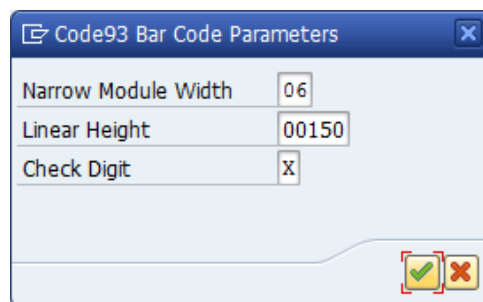 Code93 Bar Code Parameters
Narrow Module Width 06
Linear Height 00150
Check Digit X